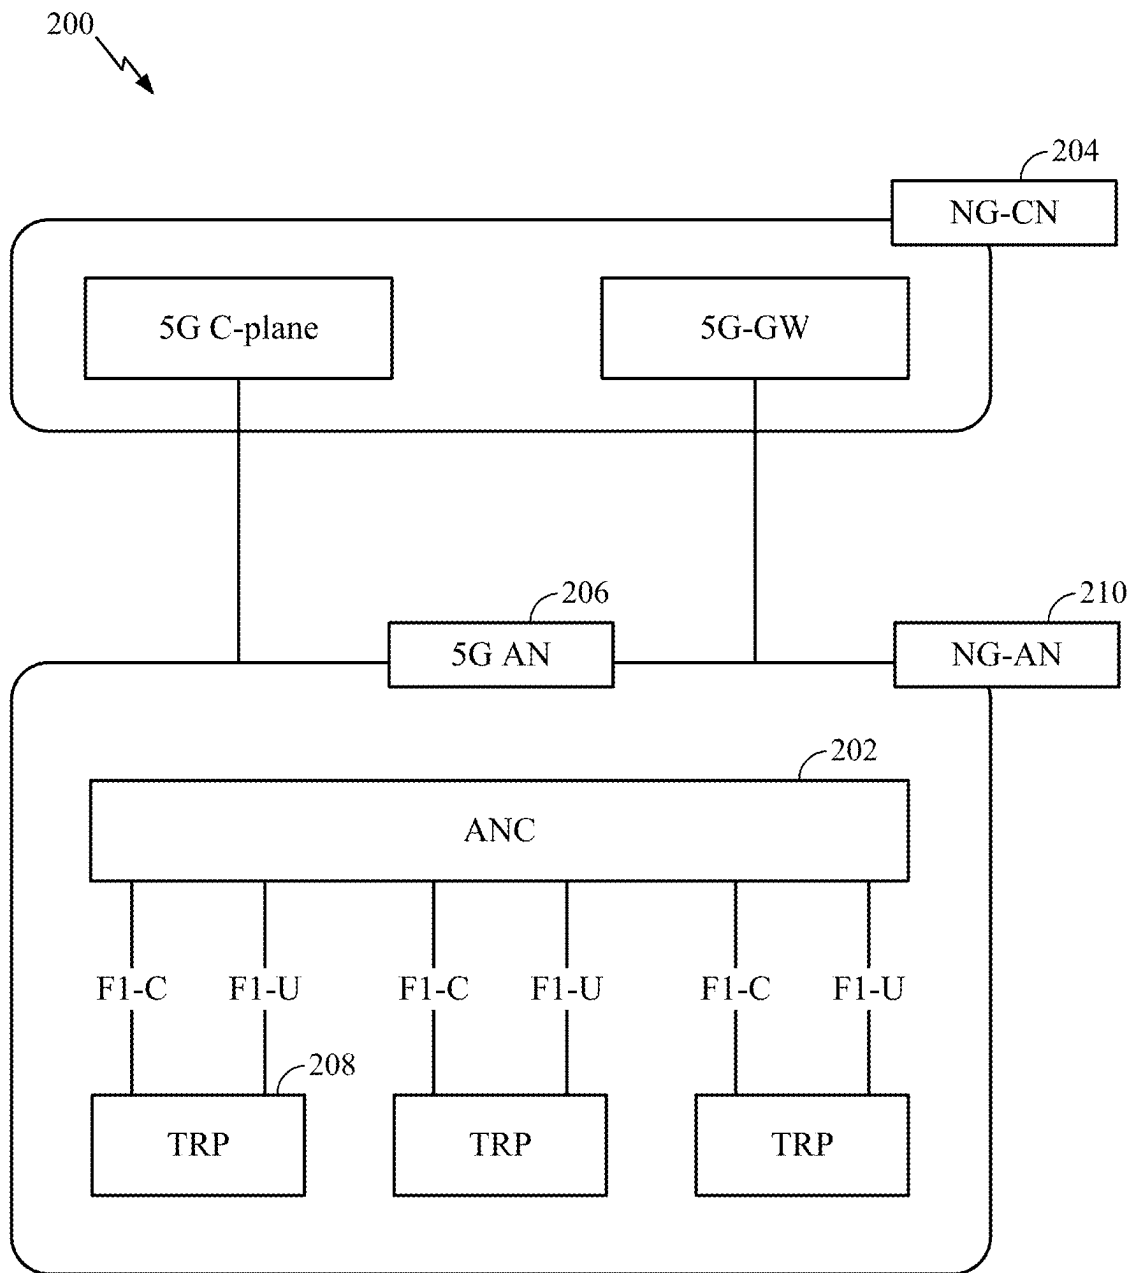 200
204
NG-CN
5G C-plane
5G-GW
206
210
5G AN
NG-AN
202
ANC
F1-C F1-U F1-C F1-U F1-C F1-U
208
TRP TRP TRP